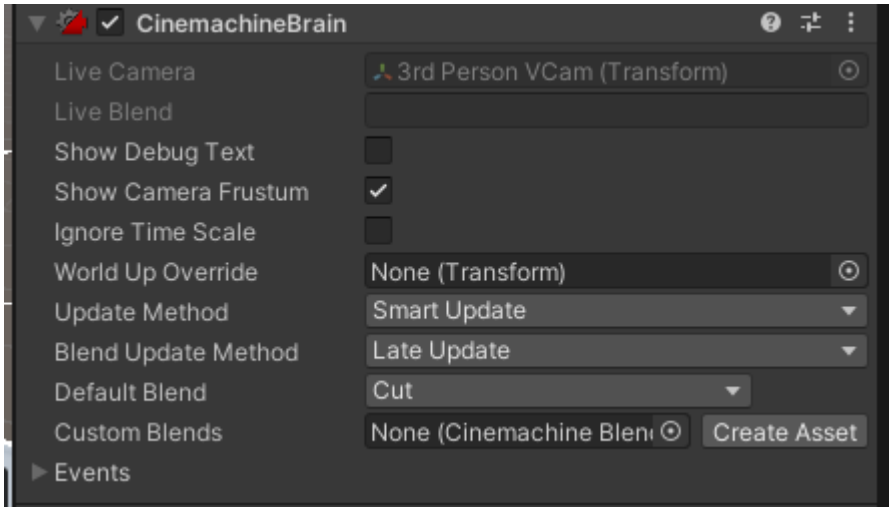 CinemachineBrain
Live Camera 3rd Person VCam (Transform)
Live Blend
Show Debug Text
Show Camera Frustum
Ignore Time Scale
World Up Override None (Transform)
Update Method Smart Update
Blend Update Method Late Update
Default Blend Cut
Custom Blends None (Cinemachine Blen Create Asset
Events